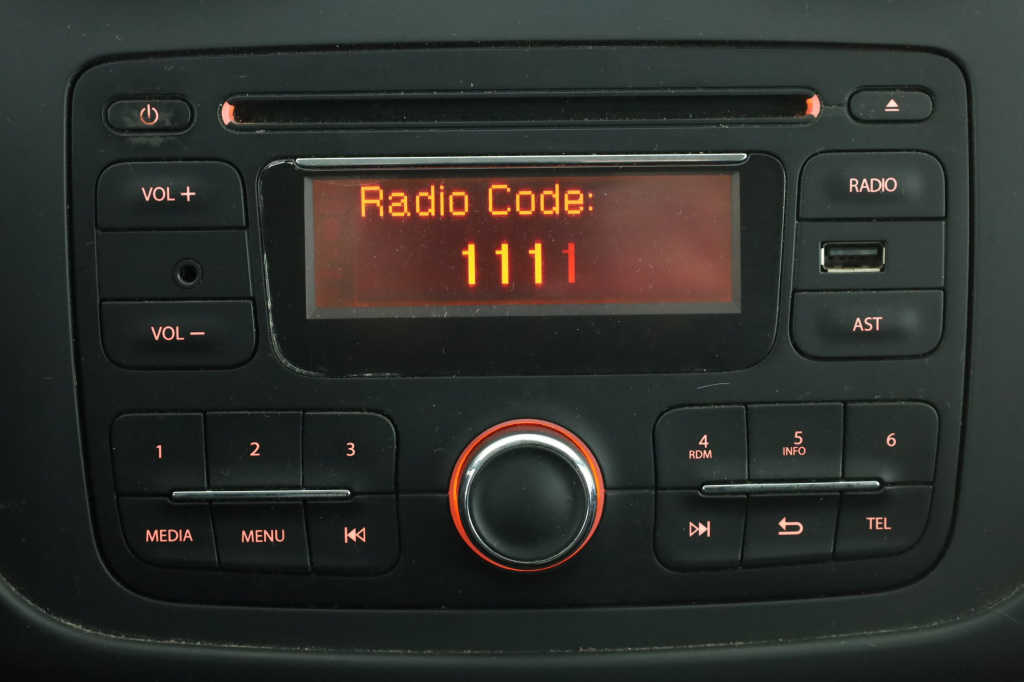 VOL +
RADIO
Radio Code:
1111
VOL −
AST
1
2
3
4
RDM
5
INFO
6
MEDIA
MENU
TEL